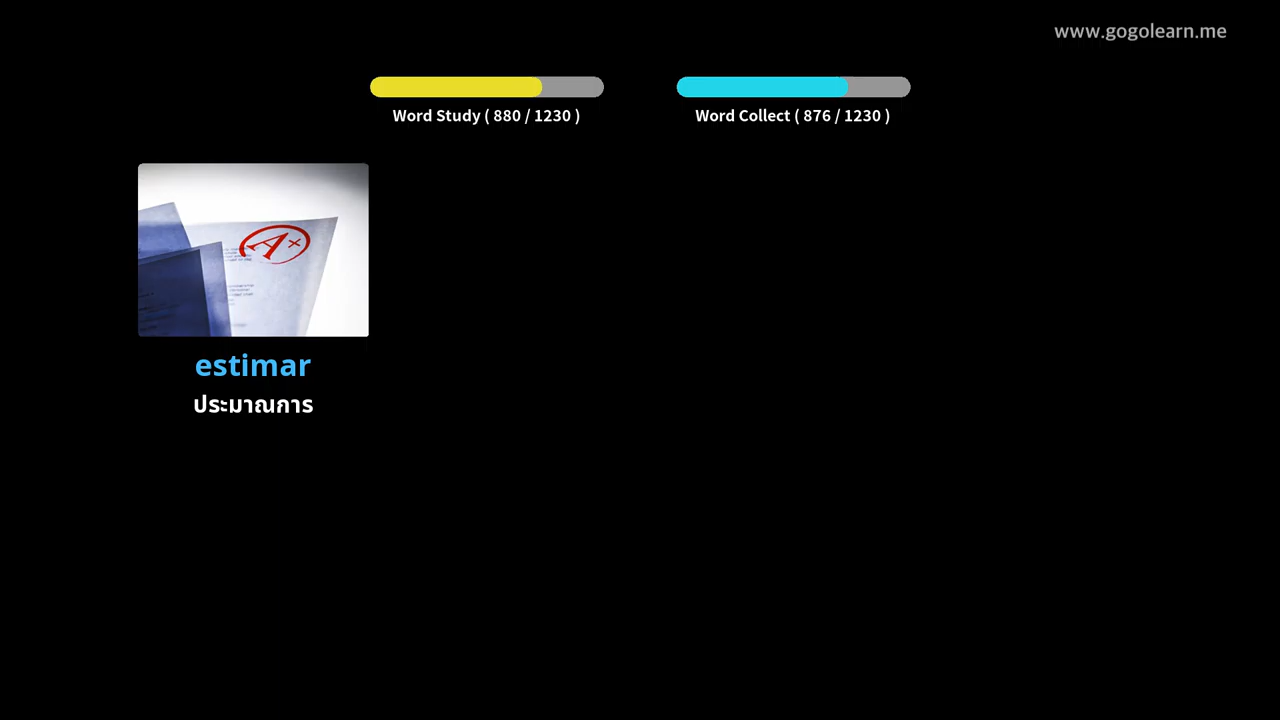 www.gogolearn.me
Word Study ( 880 / 1230 )
Word Collect ( 876 / 1230 )
A+
estimar
ประมาณการ